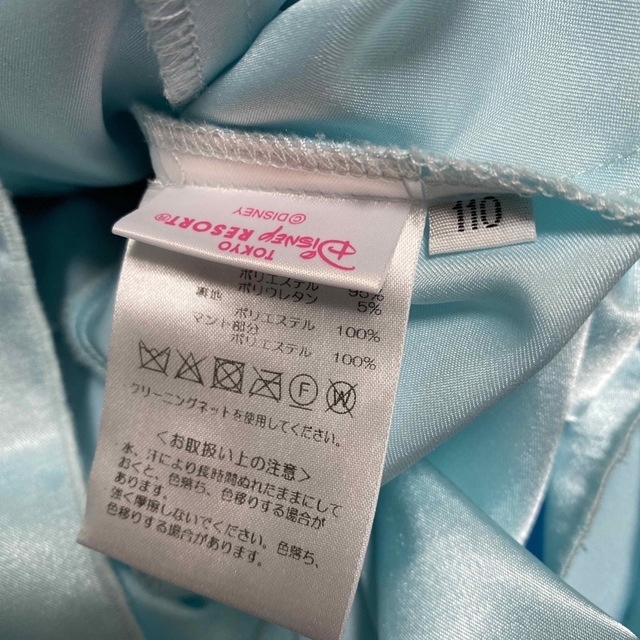 TOKYO
Disney RESORT®
©DISNEY
110
ポリエステル 95%
ポリウレタン 5%
裏地
ポリエステル 100%
マント部分
ポリエステル 100%
F
W
クリーニングネットを使用してください。
＜お取扱い上の注意＞
水、汗により長時間ぬれたままにして
おくと、色落ち、色移りする場合が
あります。
強く摩擦しないでください。色落ち、
色移りする場合があります。